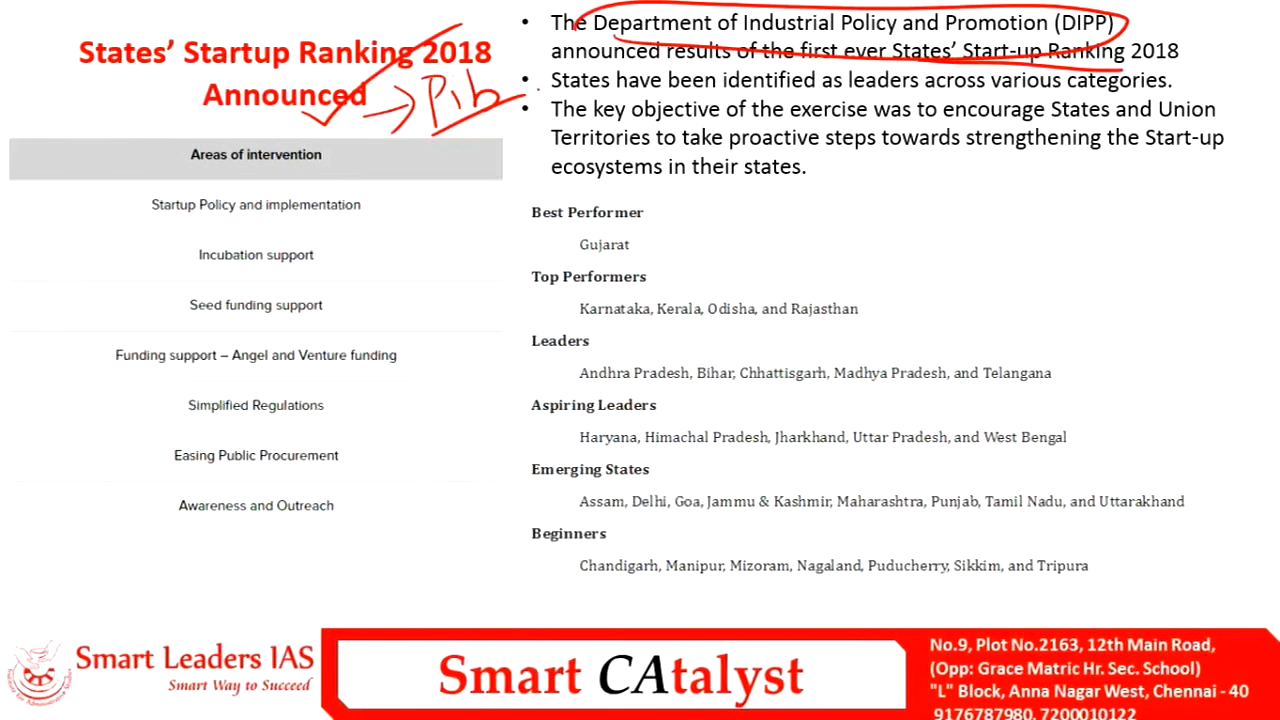 States’ Startup Ranking 2018
Announced
Pib
Areas of intervention
Startup Policy and implementation
Incubation support
Seed funding support
Funding support – Angel and Venture funding
Simplified Regulations
Easing Public Procurement
Awareness and Outreach
• The Department of Industrial Policy and Promotion (DIPP)
announced results of the first ever States’ Start-up Ranking 2018
• States have been identified as leaders across various categories.
• The key objective of the exercise was to encourage States and Union
Territories to take proactive steps towards strengthening the Start-up
ecosystems in their states.
Best Performer
Gujarat
Top Performers
Karnataka, Kerala, Odisha, and Rajasthan
Leaders
Andhra Pradesh, Bihar, Chhattisgarh, Madhya Pradesh, and Telangana
Aspiring Leaders
Haryana, Himachal Pradesh, Jharkhand, Uttar Pradesh, and West Bengal
Emerging States
Assam, Delhi, Goa, Jammu & Kashmir, Maharashtra, Punjab, Tamil Nadu, and Uttarakhand
Beginners
Chandigarh, Manipur, Mizoram, Nagaland, Puducherry, Sikkim, and Tripura
Smart Leaders IAS
Smart Way to Succeed
Smart CAtalyst
No.9, Plot No.2163, 12th Main Road,
(Opp: Grace Matric Hr. Sec. School)
"L" Block, Anna Nagar West, Chennai - 40
9176787980, 7200010122